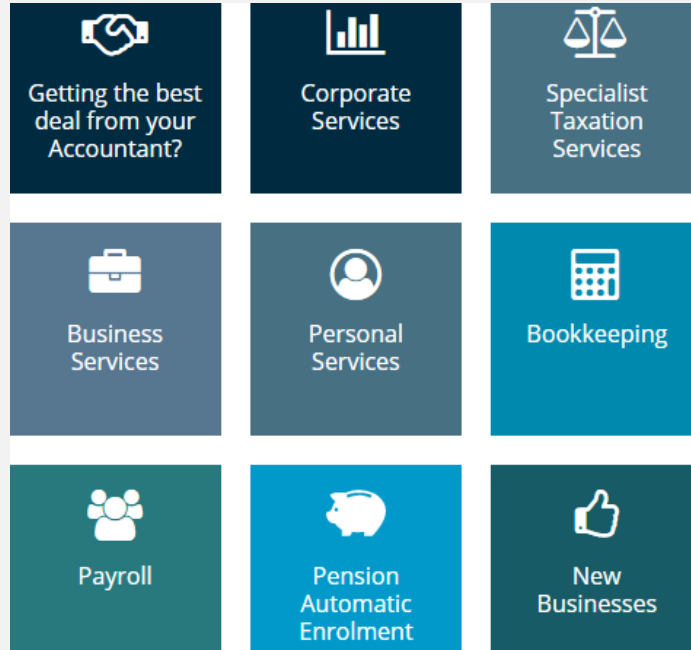 Getting the best
deal from your
Accountant?
Corporate
Services
Specialist
Taxation
Services
Business
Services
Personal
Services
Bookkeeping
Payroll
Pension
Automatic
Enrolment
New
Businesses